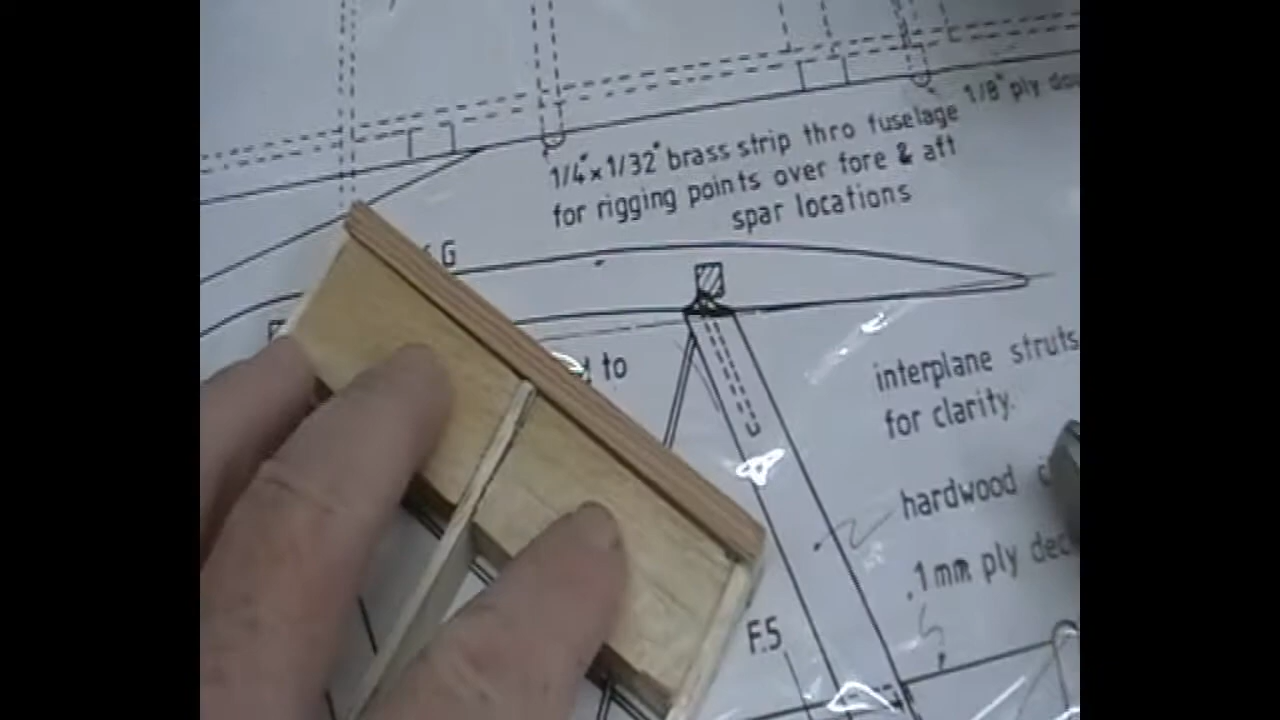 1/8" ply
1/4" x 1/32" brass strip thro fuselage
for rigging points over fore & aft
spar locations
G
to
interplane struts
for clarity.
hardwood
1mm ply
F.5